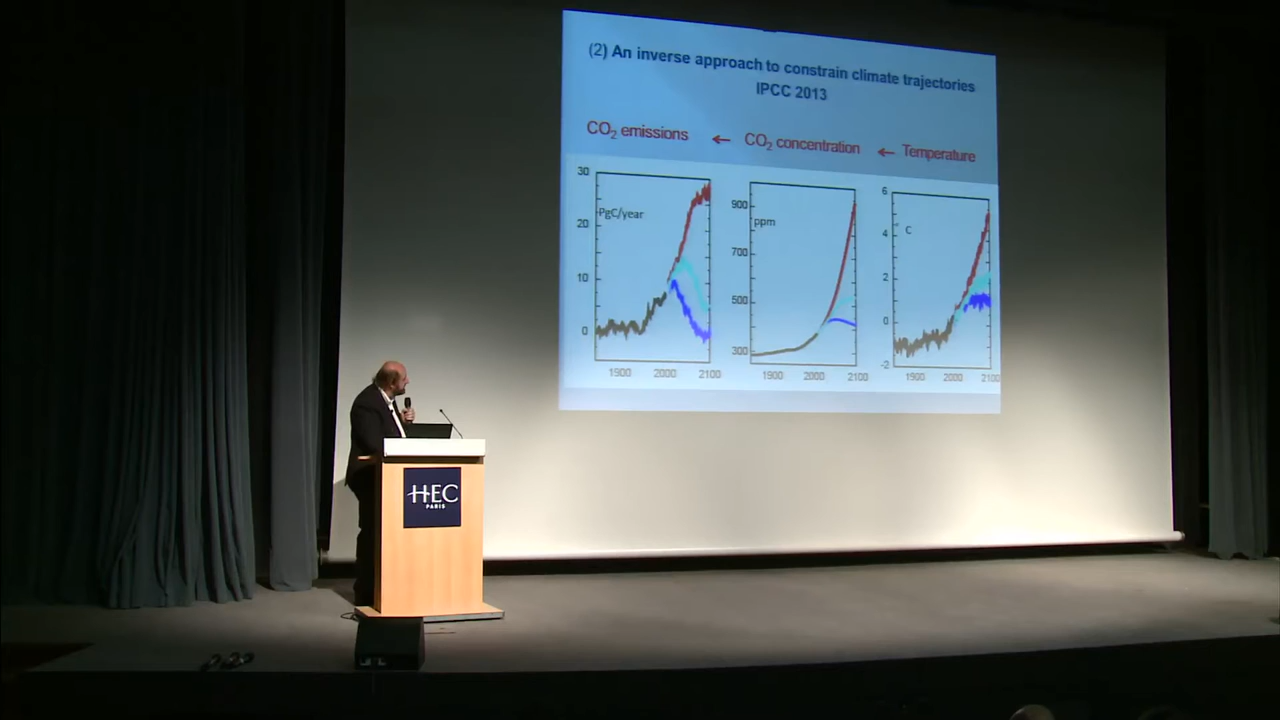 (2) An inverse approach to constrain climate trajectories
IPCC 2013
CO₂ emissions ← CO₂ concentration ← Temperature
30
20
10
0
PgC/year
1900 2000 2100
900
700
500
300
ppm
1900 2000 2100
6
4
2
0
-2
C
1900 2000 2100
HEC
PARIS